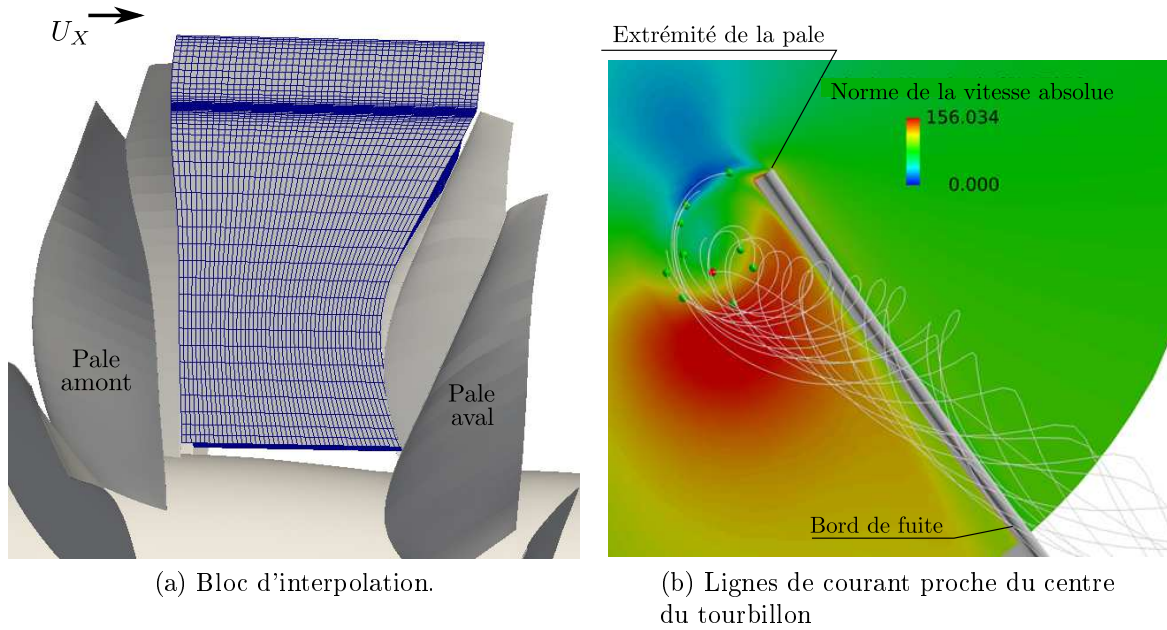 U_X
Pale
amont
Pale
aval
(a) Bloc d'interpolation.
Extrémité de la pale
Norme de la vitesse absolue
156.034
0.000
Bord de fuite
(b) Lignes de courant proche du centre
du tourbillon